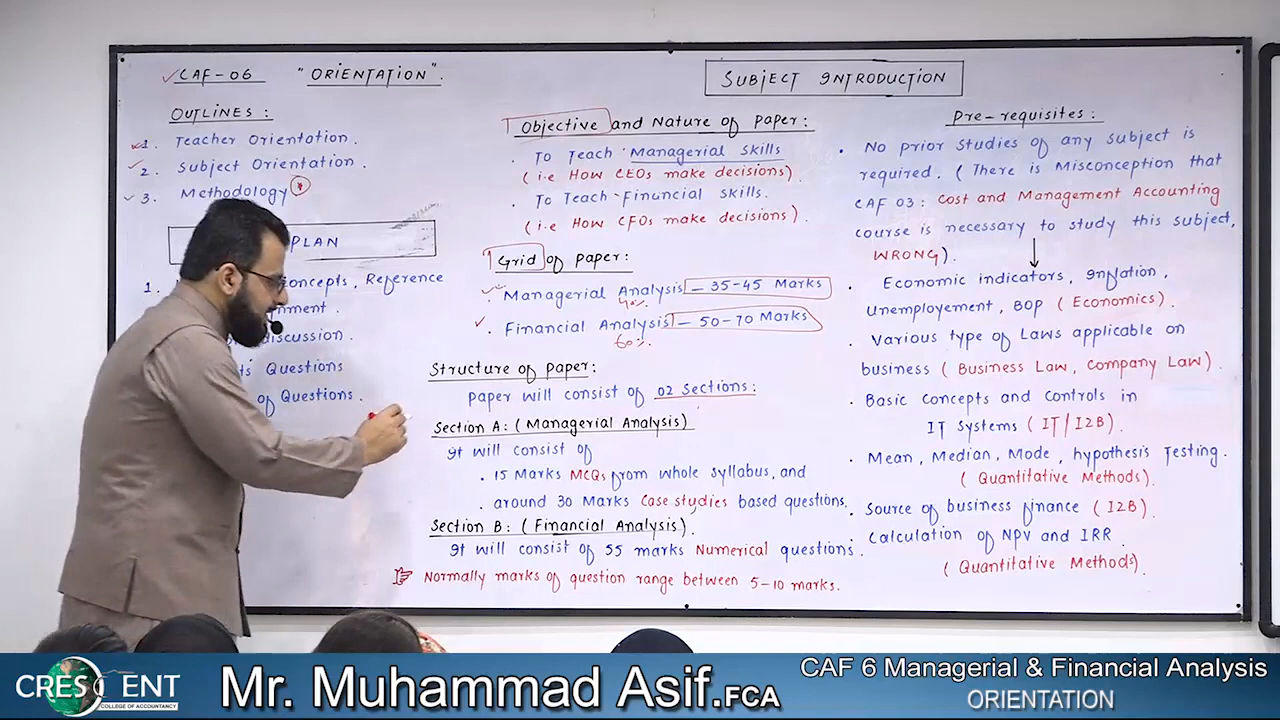 CAF-06 "ORIENTATION".
OUTLINES:
1. Teacher Orientation.
2. Subject Orientation.
3. Methodology
PLAN
1. oncepts, Reference
nment.
scussion.
ts' Questions
of Questions.
SUBJECT INTRODUCTION
Objective and Nature of paper:
. To Teach Managerial skills
(i.e How CEOs make decisions).
. To Teach Finuncial skills.
(i.e How CFOs make decisions).
Grid of paper:
Managerial Analysis - 35-45 Marks
40%
Financial Analysis - 50-70 Marks
60%
Structure of paper:
paper will consist of 02 sections:
Section A: (Managerial Analysis)
It will consist of
. 15 Marks MCQs from whole syllabus, and
. around 30 Marks Case studies based questions.
Section B: (Financial Analysis).
It will consist of 55 marks Numerical questions.
Normally marks of question range between 5-10 marks.
Pre-requisites:
. No prior studies of any subject is
required. (There is Misconception that
CAF 03: Cost and Management Accounting
course is necessary to study this subject,
WRONG).
. Economic indicators, Inflation,
Unemployement, BOP (Economics).
. Various type of Laws applicable on
business (Business Law, Company Law).
. Basic concepts and controls in
IT Systems (IT/I2B).
. Mean, Median, Mode, hypothesis Testing.
(Quantitative Methods).
. Source of business finance (I2B).
. Calculation of NPV and IRR.
(Quantitative Methods).
CRESCENT
COLLEGE OF ACCOUNTANCY
Mr. Muhammad Asif.FCA
CAF 6 Managerial & Financial Analysis
ORIENTATION